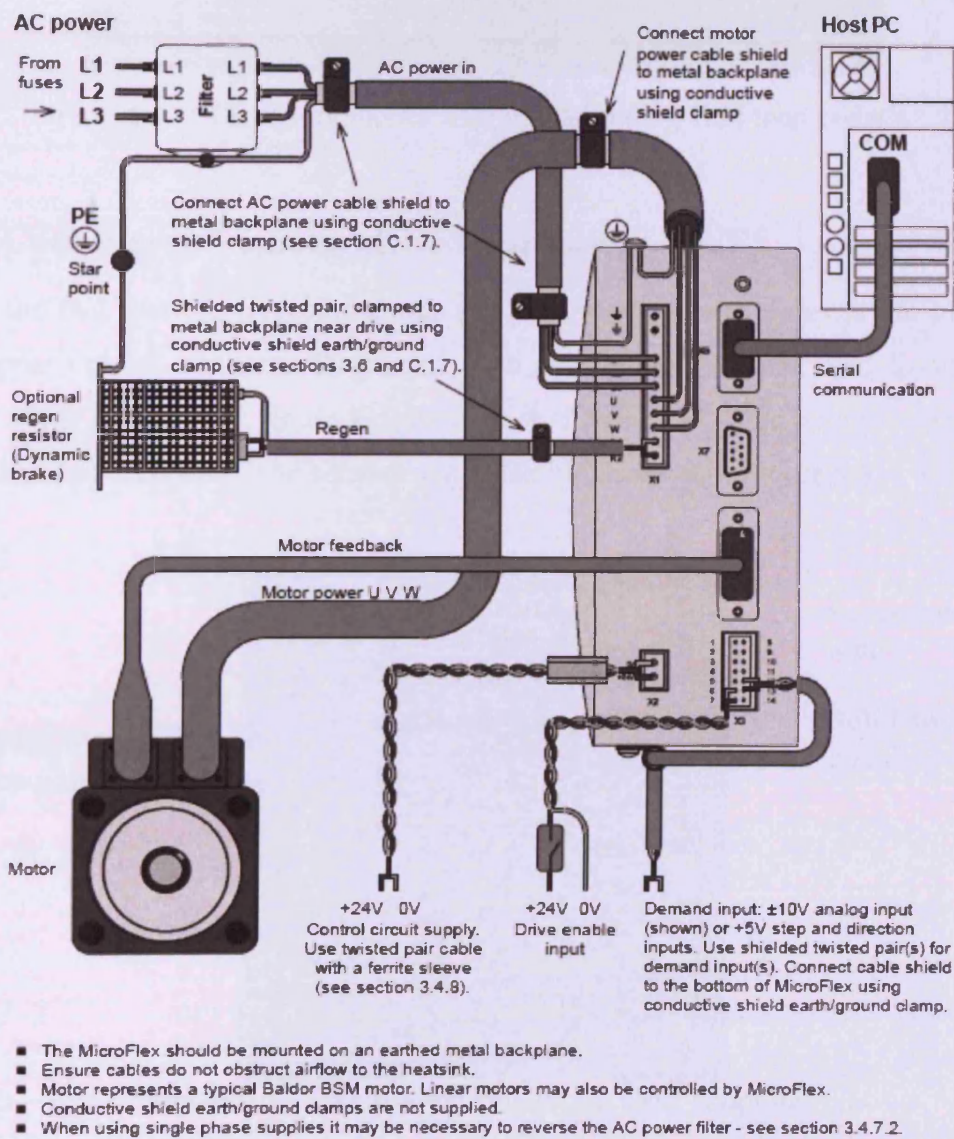 AC power
Host PC
From
fuses
L1
L2
L3
L1
L2
L3
Filter
L1
L2
L3
AC power in
Connect motor
power cable shield
to metal backplane
using conductive
shield clamp
COM
Connect AC power cable shield to
metal backplane using conductive
shield clamp (see section C.1.7).
PE
Star
point
Shielded twisted pair, clamped to
metal backplane near drive using
conductive shield earth/ground
clamp (see sections 3.6 and C.1.7).
Serial
communication
Optional
regen
resistor
(Dynamic
brake)
Regen
U
V
W
X1
X7
Motor feedback
Motor power U V W
X2
1
2
3
4
5
6
7
X3
Motor
+24V 0V
Control circuit supply.
Use twisted pair cable
with a ferrite sleeve
(see section 3.4.8).
+24V 0V
Drive enable
input
Demand input: ±10V analog input
(shown) or +5V step and direction
inputs. Use shielded twisted pair(s) for
demand input(s). Connect cable shield
to the bottom of MicroFlex using
conductive shield earth/ground clamp.
■ The MicroFlex should be mounted on an earthed metal backplane.
■ Ensure cables do not obstruct airflow to the heatsink.
■ Motor represents a typical Baldor BSM motor. Linear motors may also be controlled by MicroFlex.
■ Conductive shield earth/ground clamps are not supplied.
■ When using single phase supplies it may be necessary to reverse the AC power filter - see section 3.4.7.2.